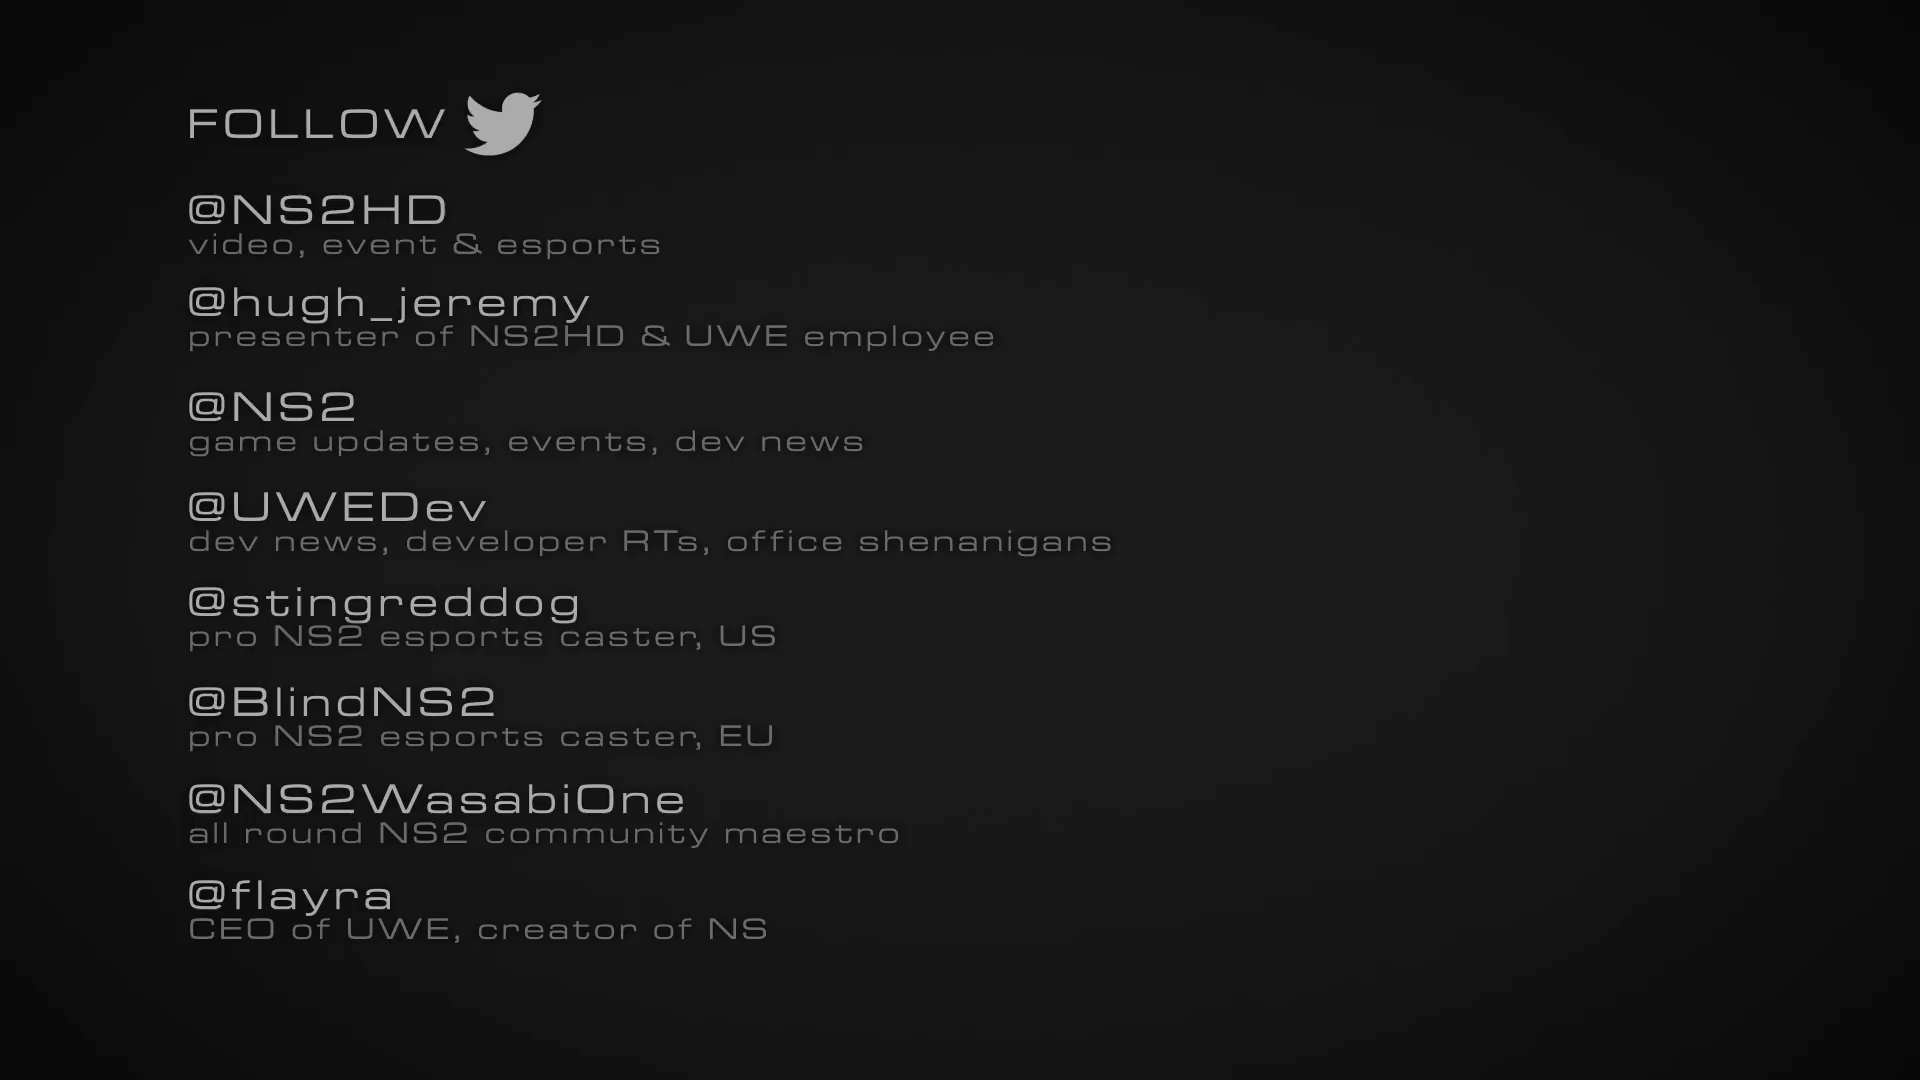 FOLLOW
@NS2HD
video, event & esports
@hugh_jeremy
presenter of NS2HD & UWE employee
@NS2
game updates, events, dev news
@UWEDev
dev news, developer RTs, office shenanigans
@stingreddog
pro NS2 esports caster, US
@BlindNS2
pro NS2 esports caster, EU
@NS2WasabiOne
all round NS2 community maestro
@flayra
CEO of UWE, creator of NS